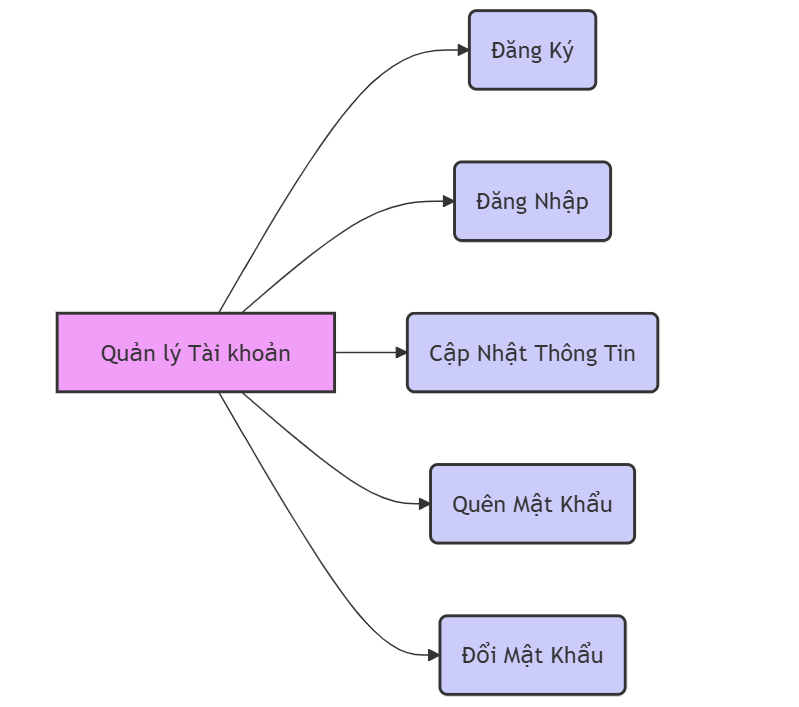 Đăng Ký
Đăng Nhập
Quản lý Tài khoản
Cập Nhật Thông Tin
Quên Mật Khẩu
Đổi Mật Khẩu